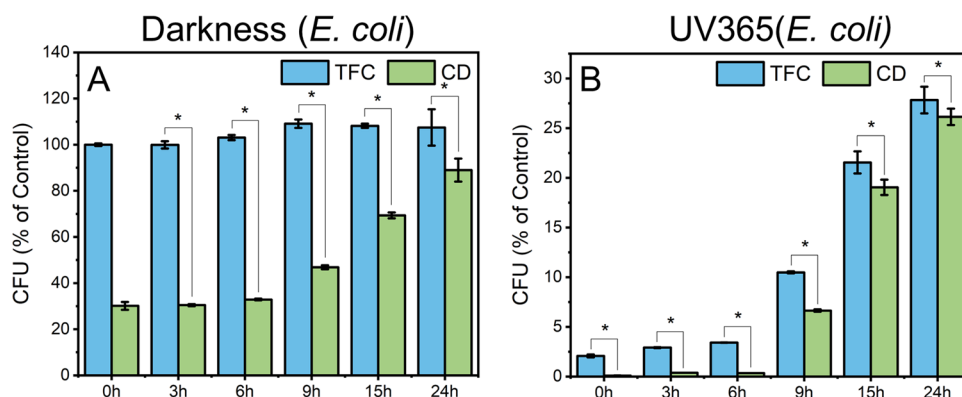 Darkness (E. coli)
A
TFC CD
* * * * *
CFU (% of Control)
140
120
100
80
60
40
20
0
0h 3h 6h 9h 15h 24h
UV365(E. coli)
B
TFC CD
* * * * * *
CFU (% of Control)
30
25
20
15
10
5
0
0h 3h 6h 9h 15h 24h